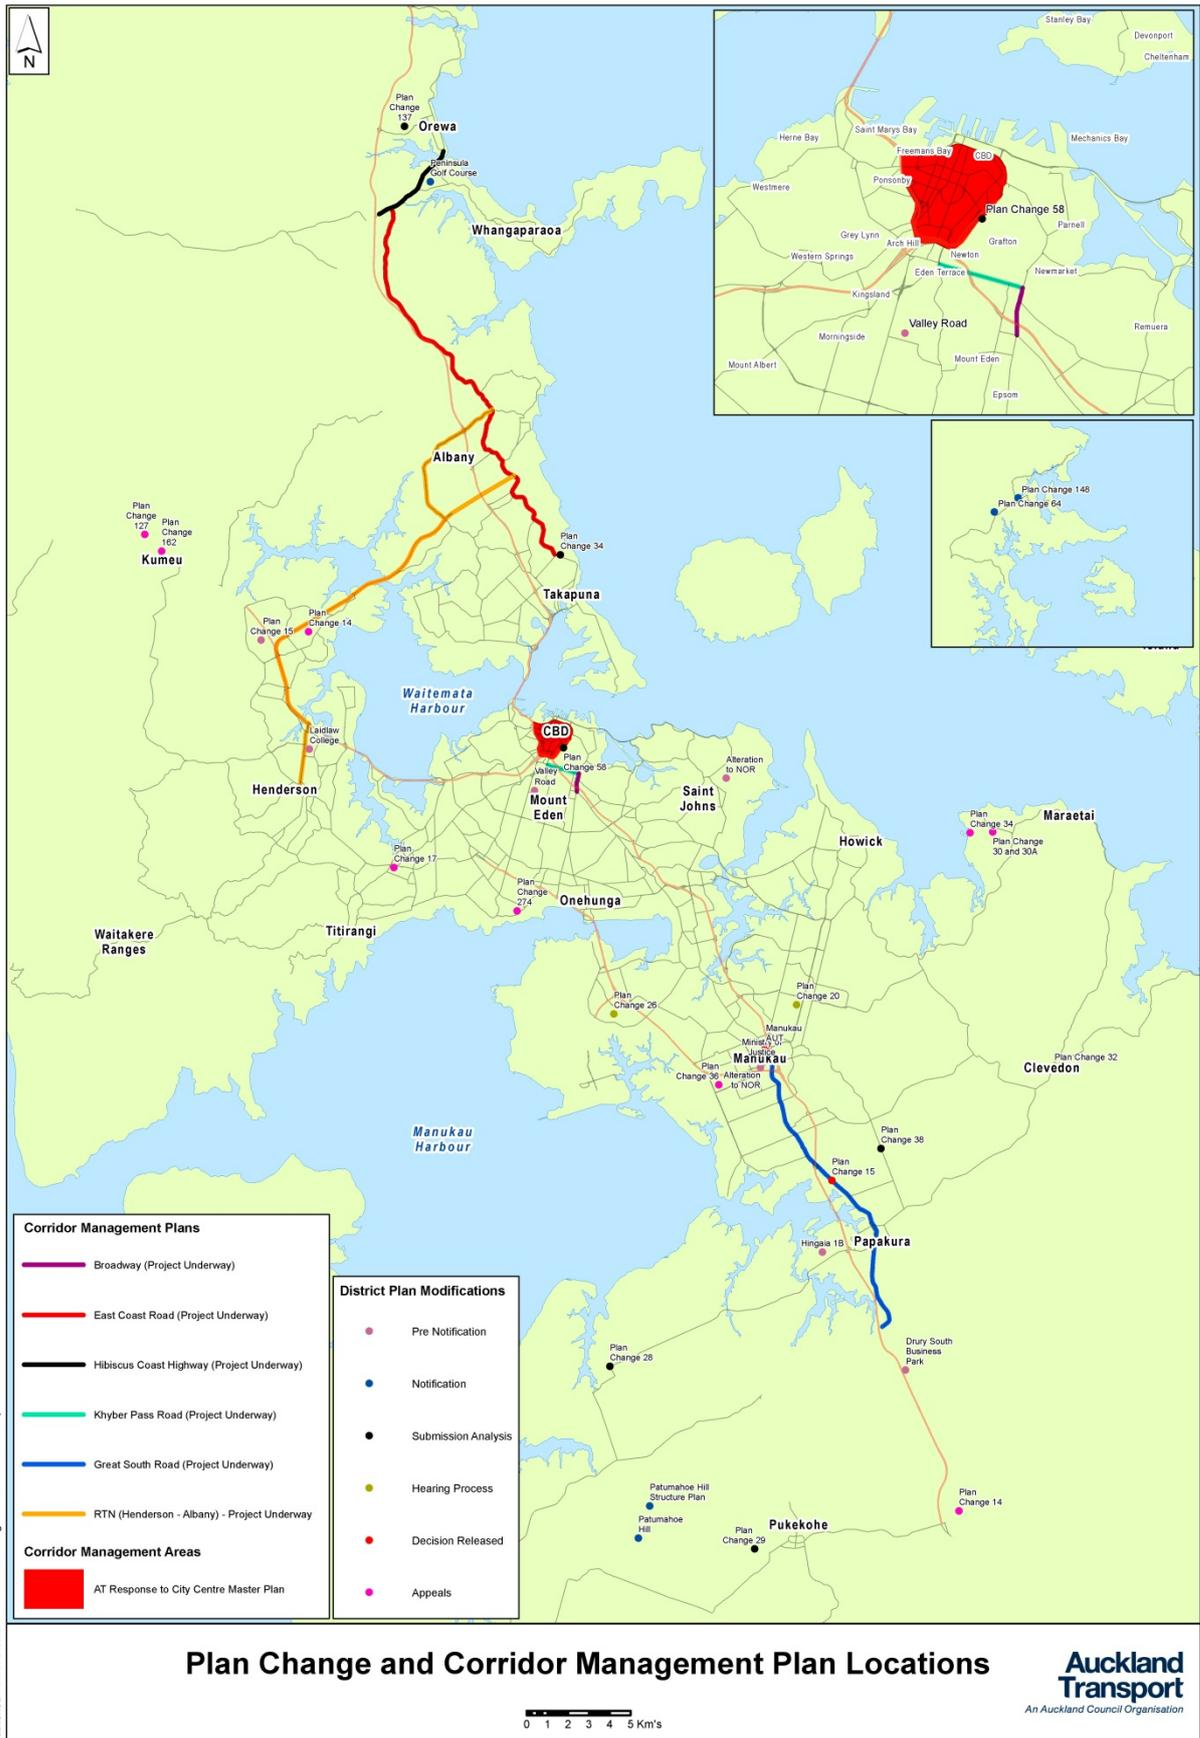 N
Plan
Change
137
Orewa
Peninsula
Golf Course
Whangaparaoa
Albany
Plan
Change
127
Plan
Change
162
Kumeu
Plan
Change 34
Takapuna
Plan
Change 15
Plan
Change 14
Waitemata
Harbour
Laidlaw
College
Henderson
CBD
Plan
Change 58
Valley
Road
Mount
Eden
Alteration
to NOR
Saint
Johns
Howick
Plan
Change 34
Plan Change
30 and 30A
Maraetai
Plan
Change 17
Plan
Change
274
Onehunga
Titirangi
Waitakere
Ranges
Plan
Change 26
Plan
Change 20
Manukau
AUT
Ministry of
Justice
Manukau
Plan
Change 36
Alteration
to NOR
Plan Change 32
Clevedon
Manukau
Harbour
Plan
Change 38
Plan
Change 15
Hingaia 1B
Papakura
Drury South
Business
Park
Plan
Change 28
Patumahoe Hill
Structure Plan
Patumahoe
Hill
Plan
Change 29
Pukekohe
Plan
Change 14
Stanley Bay
Devonport
Cheltenham
Herne Bay
Saint Marys Bay
Mechanics Bay
Freemans Bay
CBD
Westmere
Ponsonby
Plan Change 58
Parnell
Grey Lynn
Arch Hill
Grafton
Western Springs
Newton
Eden Terrace
Newmarket
Kingsland
Valley Road
Morningside
Remuera
Mount Albert
Mount Eden
Epsom
Plan Change 148
Plan Change 64
Corridor Management Plans
Broadway (Project Underway)
East Coast Road (Project Underway)
Hibiscus Coast Highway (Project Underway)
Khyber Pass Road (Project Underway)
Great South Road (Project Underway)
RTN (Henderson - Albany) - Project Underway
Corridor Management Areas
AT Response to City Centre Master Plan
District Plan Modifications
Pre Notification
Notification
Submission Analysis
Hearing Process
Decision Released
Appeals
Plan Change and Corridor Management Plan Locations
0 1 2 3 4 5 Km's
Auckland
Transport
An Auckland Council Organisation